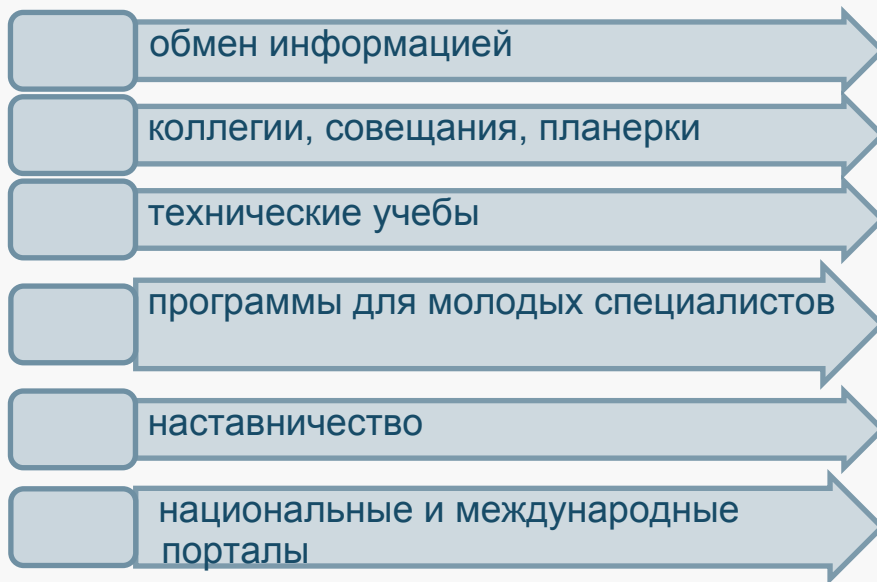 обмен информацией
коллегии, совещания, планерки
технические учебы
программы для молодых специалистов
наставничество
национальные и международные
порталы